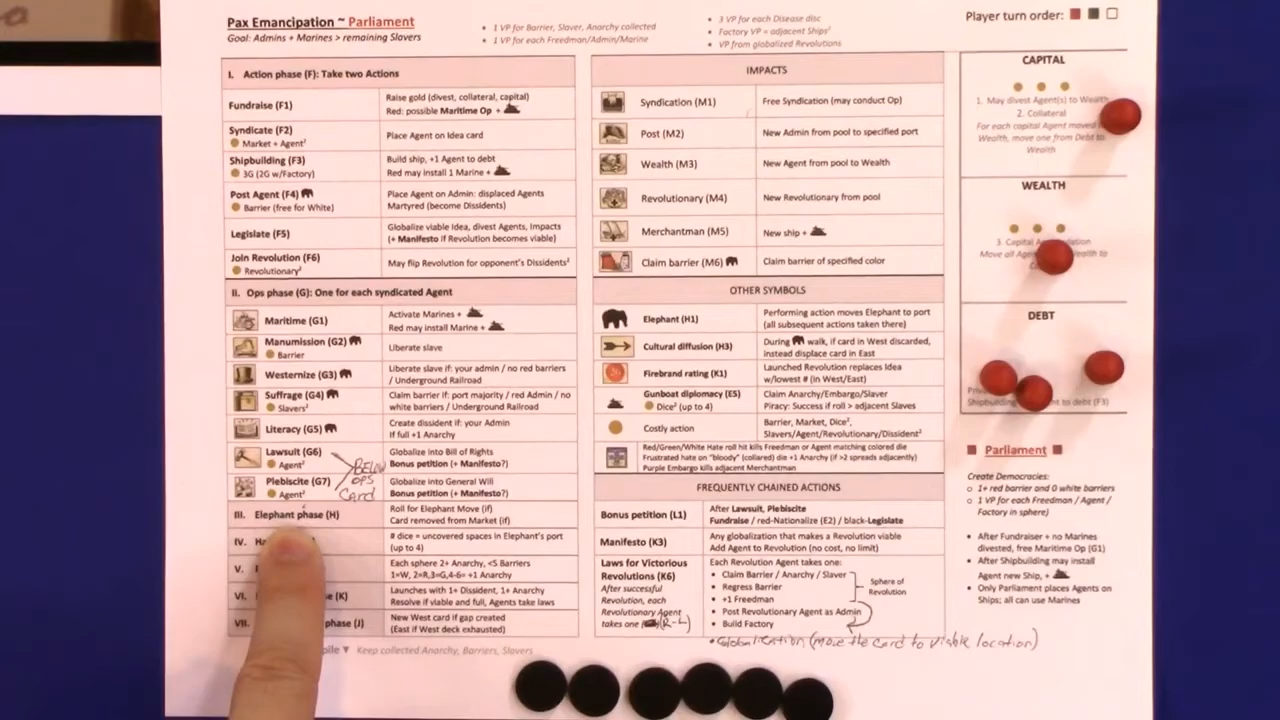 Pax Emancipation ~ Parliament
Goal: Admins + Marines > remaining Slavers
• 1 VP for Barrier, Slaver, Anarchy collected
• 1 VP for each Freedman/Admin/Marine
• 3 VP for each Disease disc
• Factory VP = adjacent Ships²
• VP from globalized Revolutions
Player turn order:
I. Action phase (F): Take two Actions
Fundraise (F1)
Raise gold (divest, collateral, capital)
Red: possible Maritime Op +
Syndicate (F2)
Market + Agent²
Place Agent on Idea card
Shipbuilding (F3)
3G (2G w/Factory)
Build ship, +1 Agent to debt
Red may install 1 Marine +
Post Agent (F4)
Barrier (free for White)
Place Agent on Admin: displaced Agents
Martyred (become Dissidents)
Legislate (F5)
Globalize viable Idea, divest Agents, Impacts
(+ Manifesto if Revolution becomes viable)
Join Revolution (F6)
Revolutionary²
May flip Revolution for opponent's Dissidents²
II. Ops phase (G): One for each syndicated Agent
Maritime (G1)
Activate Marines +
Red may install Marine +
Manumission (G2)
Barrier
Liberate slave
Westernize (G3)
Liberate slave if: your admin / no red barriers
/ Underground Railroad
Suffrage (G4)
Slavers²
Claim barrier if: port majority / red Admin / no
white barriers / Underground Railroad
Literacy (G5)
Create dissident if: your Admin
If full +1 Anarchy
Lawsuit (G6)
Agent²
Globalize into Bill of Rights
Bonus petition (+ Manifesto?)
Plebiscite (G7)
Agent²
Globalize into General Will
Bonus petition (+ Manifesto?)
BELOW
OPS
CARD
III. Elephant phase (H)
Roll for Elephant Move (if)
Card removed from Market (if)
IV.
# dice = uncovered spaces in Elephant's port
(up to 4)
V.
Each sphere 2+ Anarchy, <5 Barriers
1=W, 2=R,3=G,4-6= +1 Anarchy
VI. (K)
Launches with 1+ Dissident, 1+ Anarchy
Resolve if viable and full, Agents take laws
VII. phase (J)
New West card if gap created
(East if West deck exhausted)
▼ Keep collected Anarchy, Barriers, Slavers
IMPACTS
Syndication (M1)
Free Syndication (may conduct Op)
Post (M2)
New Admin from pool to specified port
Wealth (M3)
New Agent from pool to Wealth
Revolutionary (M4)
New Revolutionary from pool
Merchantman (M5)
New ship +
Claim barrier (M6)
Claim barrier of specified color
OTHER SYMBOLS
Elephant (H1)
Performing action moves Elephant to port
(all subsequent actions taken there)
Cultural diffusion (H3)
During walk, if card in West discarded,
instead displace card in East
Firebrand rating (K1)
Launched Revolution replaces Idea
w/lowest # (in West/East)
Gunboat diplomacy (E5)
Dice² (up to 4)
Claim Anarchy/Embargo/Slaver
Piracy: Success if roll > adjacent Slaves
Costly action
Barrier, Market, Dice²,
Slavers/Agent/Revolutionary/Dissident²
Red/Green/White Hate roll hit kills Freedman or Agent matching colored die
Frustrated hate on "bloody" (collared) die +1 Anarchy (if >2 spreads adjacently)
Purple Embargo kills adjacent Merchantman
FREQUENTLY CHAINED ACTIONS
Bonus petition (L1)
After Lawsuit, Plebiscite
Fundraise / red-Nationalize (E2) / black-Legislate
Manifesto (K3)
Any globalization that makes a Revolution viable
Add Agent to Revolution (no cost, no limit)
Laws for Victorious
Revolutions (K6)
After successful
Revolution, each
Revolutionary Agent
takes one (R-L)
Each Revolution Agent takes one:
• Claim Barrier / Anarchy / Slaver
• Regress Barrier
• +1 Freedman
• Post Revolutionary Agent as Admin
• Build Factory
Sphere of
Revolution
• Globalication (move the card to viable location)
CAPITAL
1. May divest Agent(s) to Wealth
2. Collateral
For each capital Agent moved to
Wealth, move one from Debt to
Wealth
WEALTH
3. Capital
Move all to
DEBT
Shipbuilding to debt (F3)
Parliament
Create Democracies:
o 1+ red barrier and 0 white barriers
o 1 VP for each Freedman / Agent /
Factory in sphere)
• After Fundraiser + no Marines
divested, free Maritime Op (G1)
• After Shipbuilding may install
Agent new Ship, +
• Only Parliament places Agents on
Ships; all can use Marines